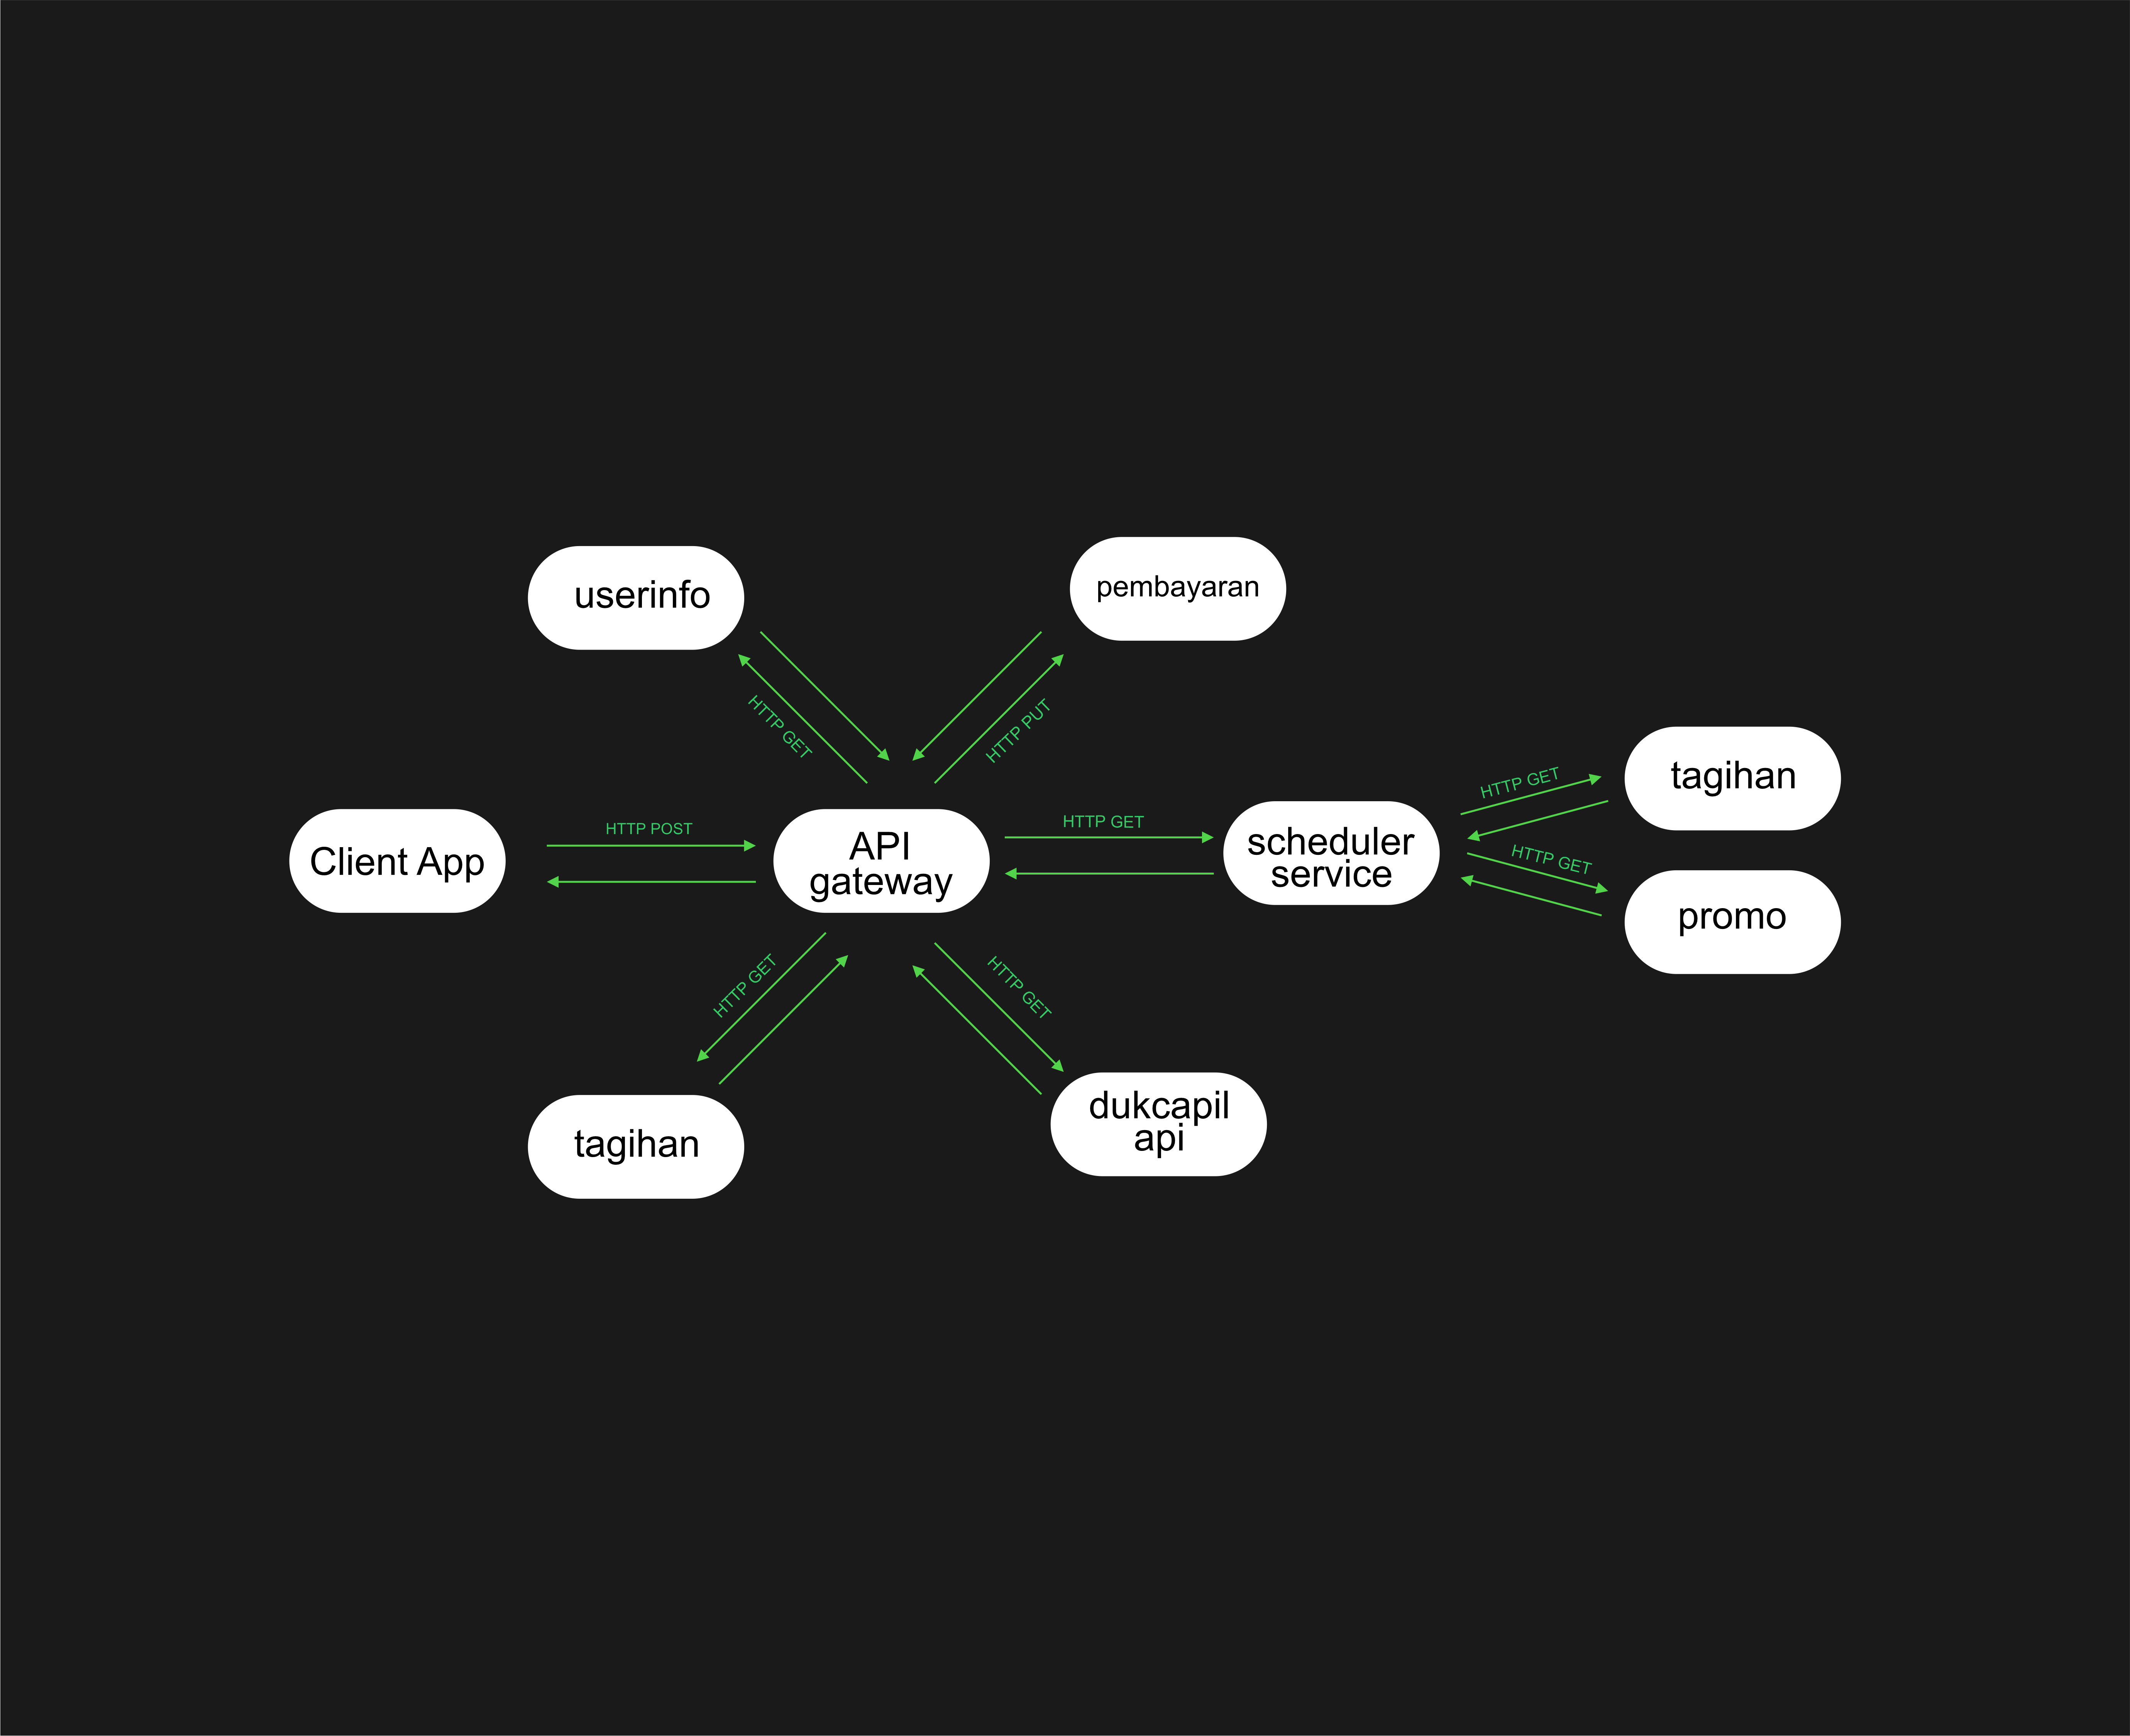 userinfo
pembayaran
HTTP GET
HTTP PUT
tagihan
HTTP GET
Client App
HTTP POST
API
gateway
HTTP GET
scheduler
service
HTTP GET
promo
HTTP GET
HTTP GET
tagihan
dukcapil
api